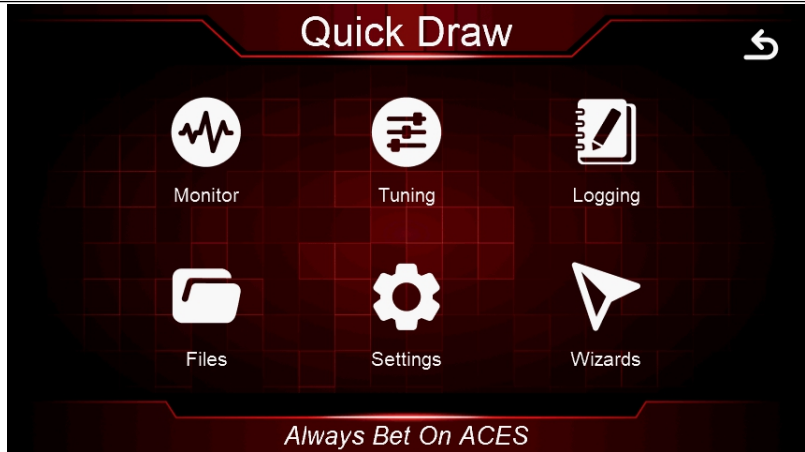 Quick Draw
Monitor
Tuning
Logging
Files
Settings
Wizards
Always Bet On ACES